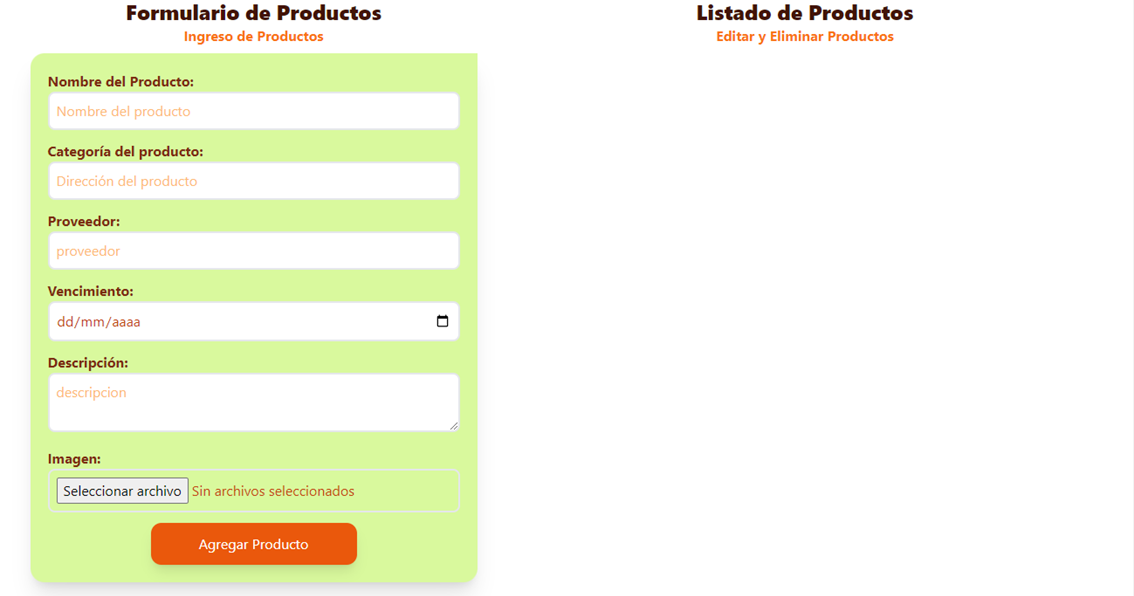 Formulario de Productos
Ingreso de Productos
Nombre del Producto:
Nombre del producto
Categoría del producto:
Dirección del producto
Proveedor:
proveedor
Vencimiento:
dd/mm/aaaa
Descripción:
descripcion
Imagen:
Seleccionar archivo Sin archivos seleccionados
Agregar Producto
Listado de Productos
Editar y Eliminar Productos